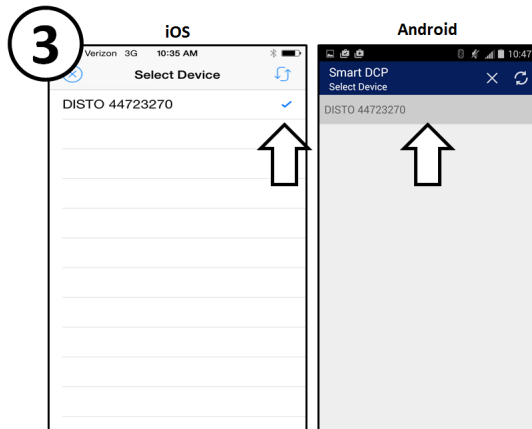 3
iOS
Android
Verizon 3G 10:35 AM
Select Device
DISTO 44723270
10:47
Smart DCP
Select Device
DISTO 44723270